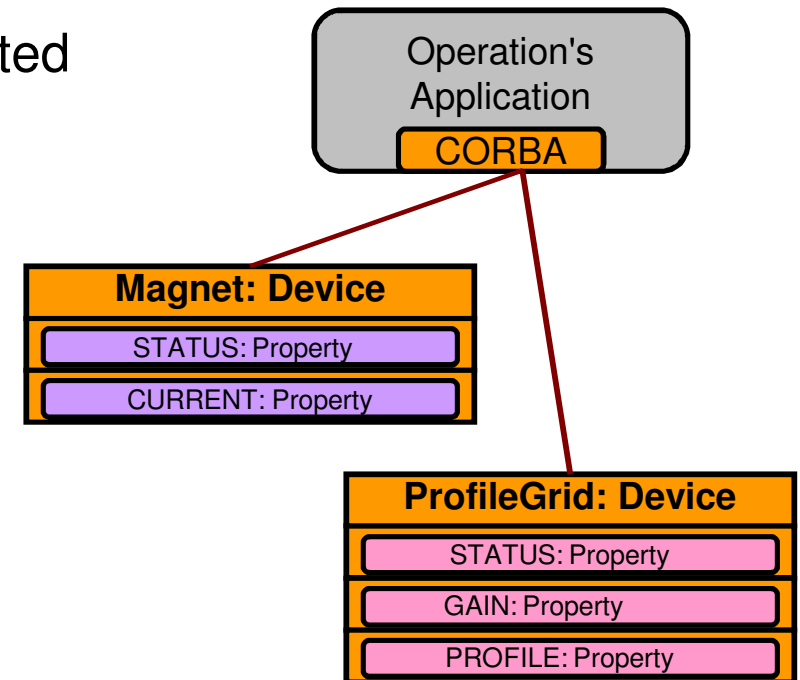 ted
Operation's
Application
CORBA
Magnet: Device
STATUS: Property
CURRENT: Property
ProfileGrid: Device
STATUS: Property
GAIN: Property
PROFILE: Property